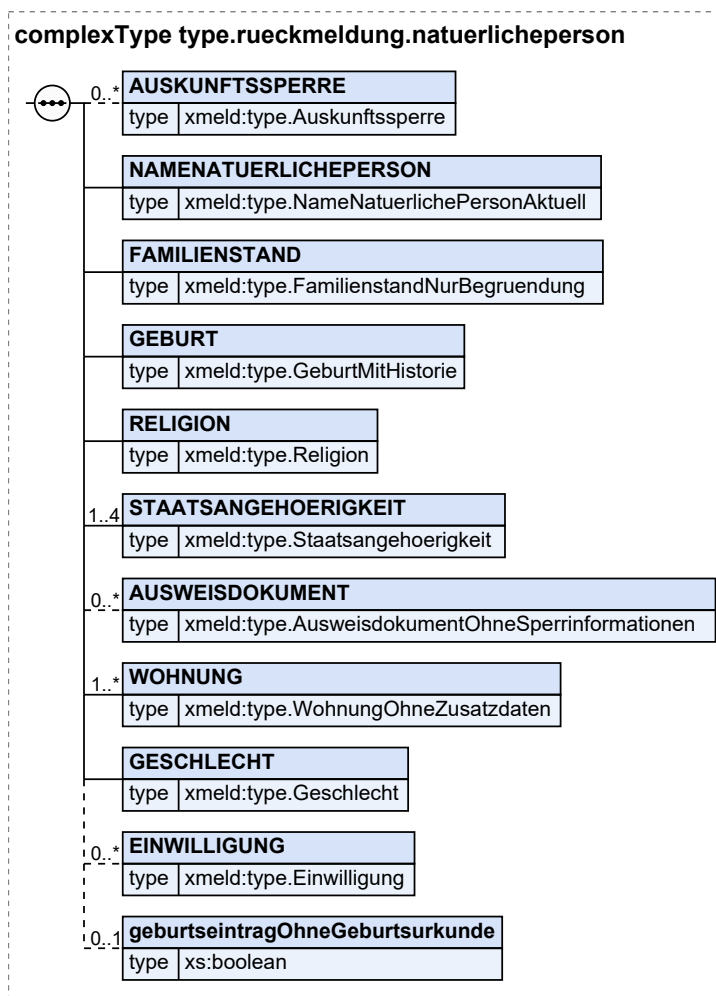 complexType type.rueckmeldung.natuerlicheperson
0..* AUSKUNFTSSPERRE
type xmeld:type.Auskunftssperre
NAMENATUERLICHEPERSON
type xmeld:type.NameNatuerlichePersonAktuell
FAMILIENSTAND
type xmeld:type.FamilienstandNurBegruendung
GEBURT
type xmeld:type.GeburtMitHistorie
RELIGION
type xmeld:type.Religion
1..4 STAATSANGEHOERIGKEIT
type xmeld:type.Staatsangehoerigkeit
0..* AUSWEISDOKUMENT
type xmeld:type.AusweisdokumentOhneSperrinformationen
1..* WOHNUNG
type xmeld:type.WohnungOhneZusatzdaten
GESCHLECHT
type xmeld:type.Geschlecht
0..* EINWILLIGUNG
type xmeld:type.Einwilligung
0..1 geburtseintragOhneGeburtsurkunde
type xs:boolean